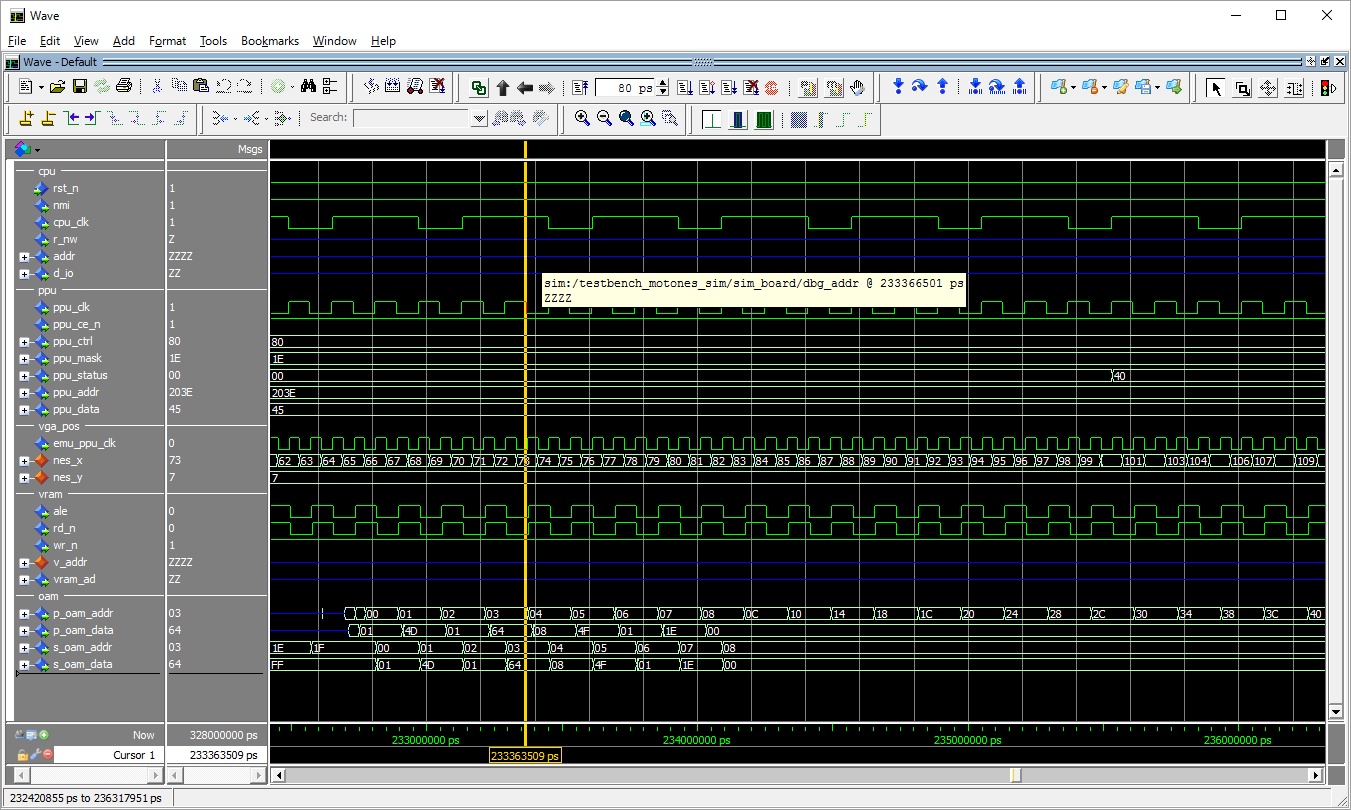 Wave
File Edit View Add Format Tools Bookmarks Window Help
Wave - Default
80 ps
Search:
Msgs
cpu
rst_n 1
nmi 1
cpu_clk 1
r_nw Z
addr ZZZZ
d_io ZZ
sim:/testbench_motones_sim/sim_board/dbg_addr @ 233366501 ps
ZZZZ
ppu
ppu_clk 1
ppu_ce_n 1
ppu_ctrl 80 80
ppu_mask 1E 1E
ppu_status 00 00 40
ppu_addr 203E 203E
ppu_data 45 45
vga_pos
emu_ppu_clk 0
nes_x 73 62 63 64 65 66 67 68 69 70 71 72 73 74 75 76 77 78 79 80 81 82 83 84 85 86 87 88 89 90 91 92 93 94 95 96 97 98 99 101 103 104 106 107 109
nes_y 7 7
vram
ale 0
rd_n 0
wr_n 1
v_addr ZZZZ
vram_ad ZZ
oam
p_oam_addr 03 00 01 02 03 04 05 06 07 08 0C 10 14 18 1C 20 24 28 2C 30 34 38 3C 40
p_oam_data 64 01 4D 01 64 08 4F 01 1E 00
s_oam_addr 03 1E 1F 00 01 02 03 04 05 06 07 08
s_oam_data 64 FF 01 4D 01 64 08 4F 01 1E 00
Now 328000000 ps 233000000 ps 234000000 ps 235000000 ps 236000000 ps
Cursor 1 233363509 ps 233363509 ps
232420855 ps to 236317951 ps